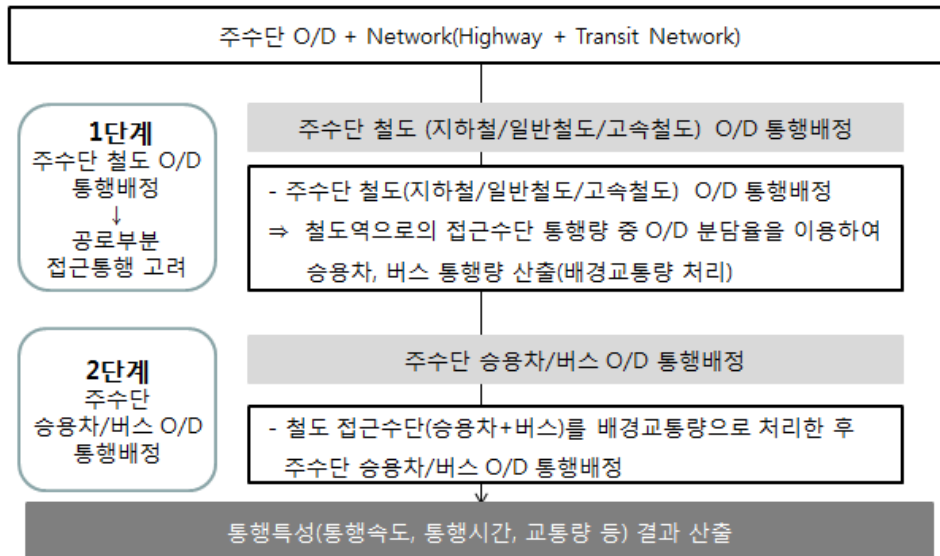 주수단 O/D + Network(Highway + Transit Network)
1단계
주수단 철도 O/D
통행배정
↓
공로부분
접근통행 고려
주수단 철도 (지하철/일반철도/고속철도) O/D 통행배정
- 주수단 철도(지하철/일반철도/고속철도) O/D 통행배정
⇒ 철도역으로의 접근수단 통행량 중 O/D 분담율을 이용하여
승용차, 버스 통행량 산출(배경교통량 처리)
2단계
주수단
승용차/버스 O/D
통행배정
주수단 승용차/버스 O/D 통행배정
- 철도 접근수단(승용차+버스)를 배경교통량으로 처리한 후
주수단 승용차/버스 O/D 통행배정
통행특성(통행속도, 통행시간, 교통량 등) 결과 산출